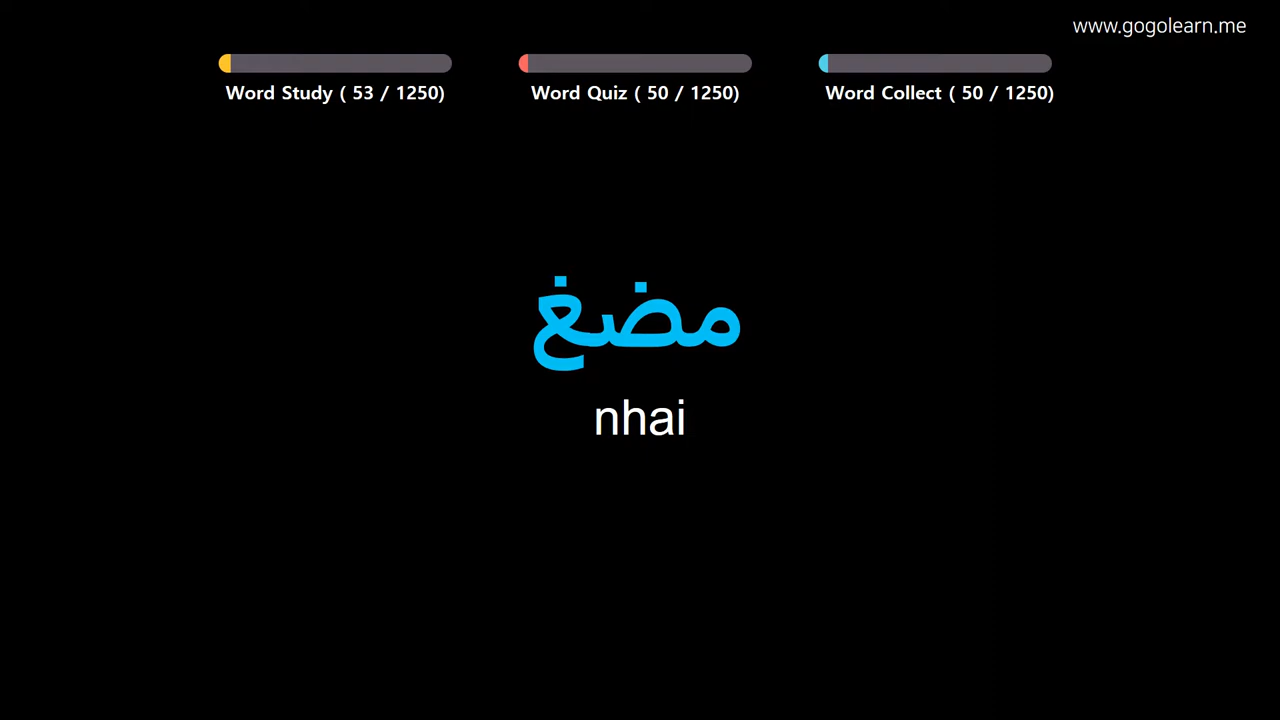 www.gogolearn.me
Word Study ( 53 / 1250)
Word Quiz ( 50 / 1250)
Word Collect ( 50 / 1250)
مضغ
nhai